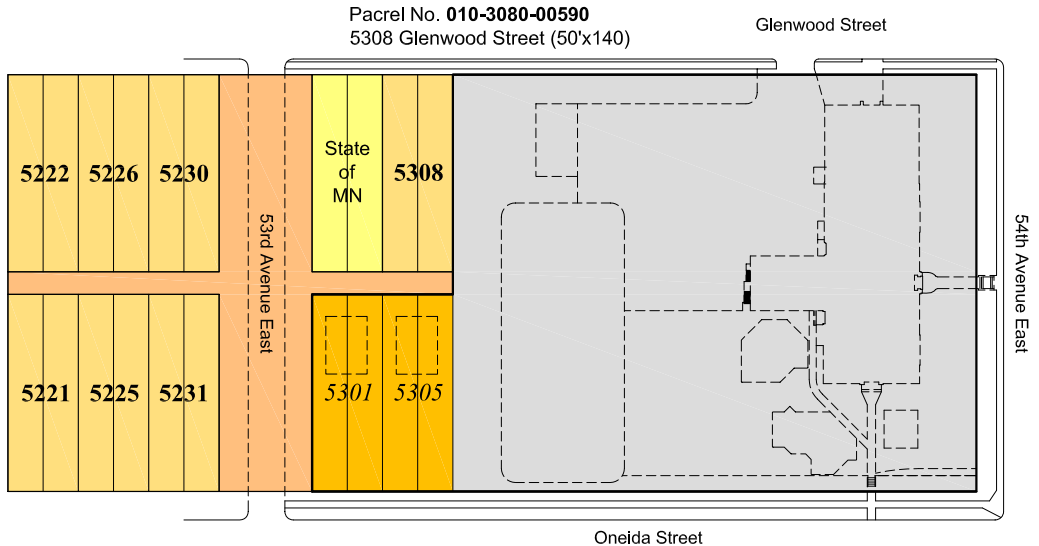 Pacrel No. 010-3080-00590
5308 Glenwood Street (50'x140)
Glenwood Street
State
of
MN
5222
5226
5230
5308
53rd Avenue East
54th Avenue East
5221
5225
5231
5301
5305
Oneida Street